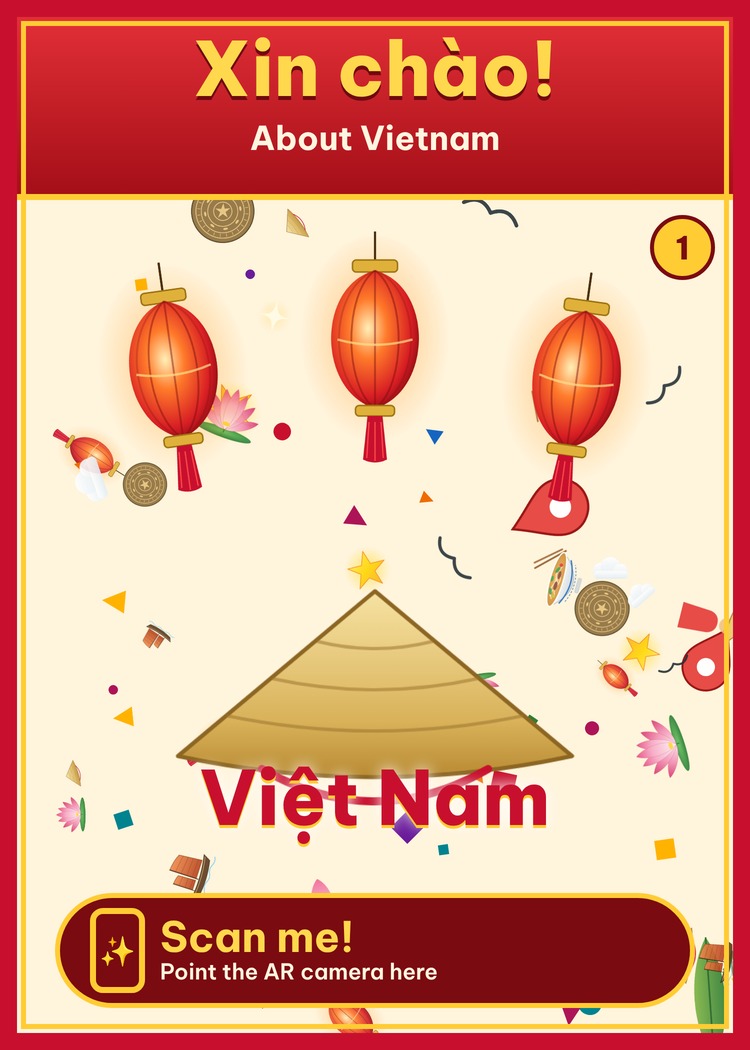 Xin chào!
About Vietnam
1
Việt Nam
Scan me!
Point the AR camera here